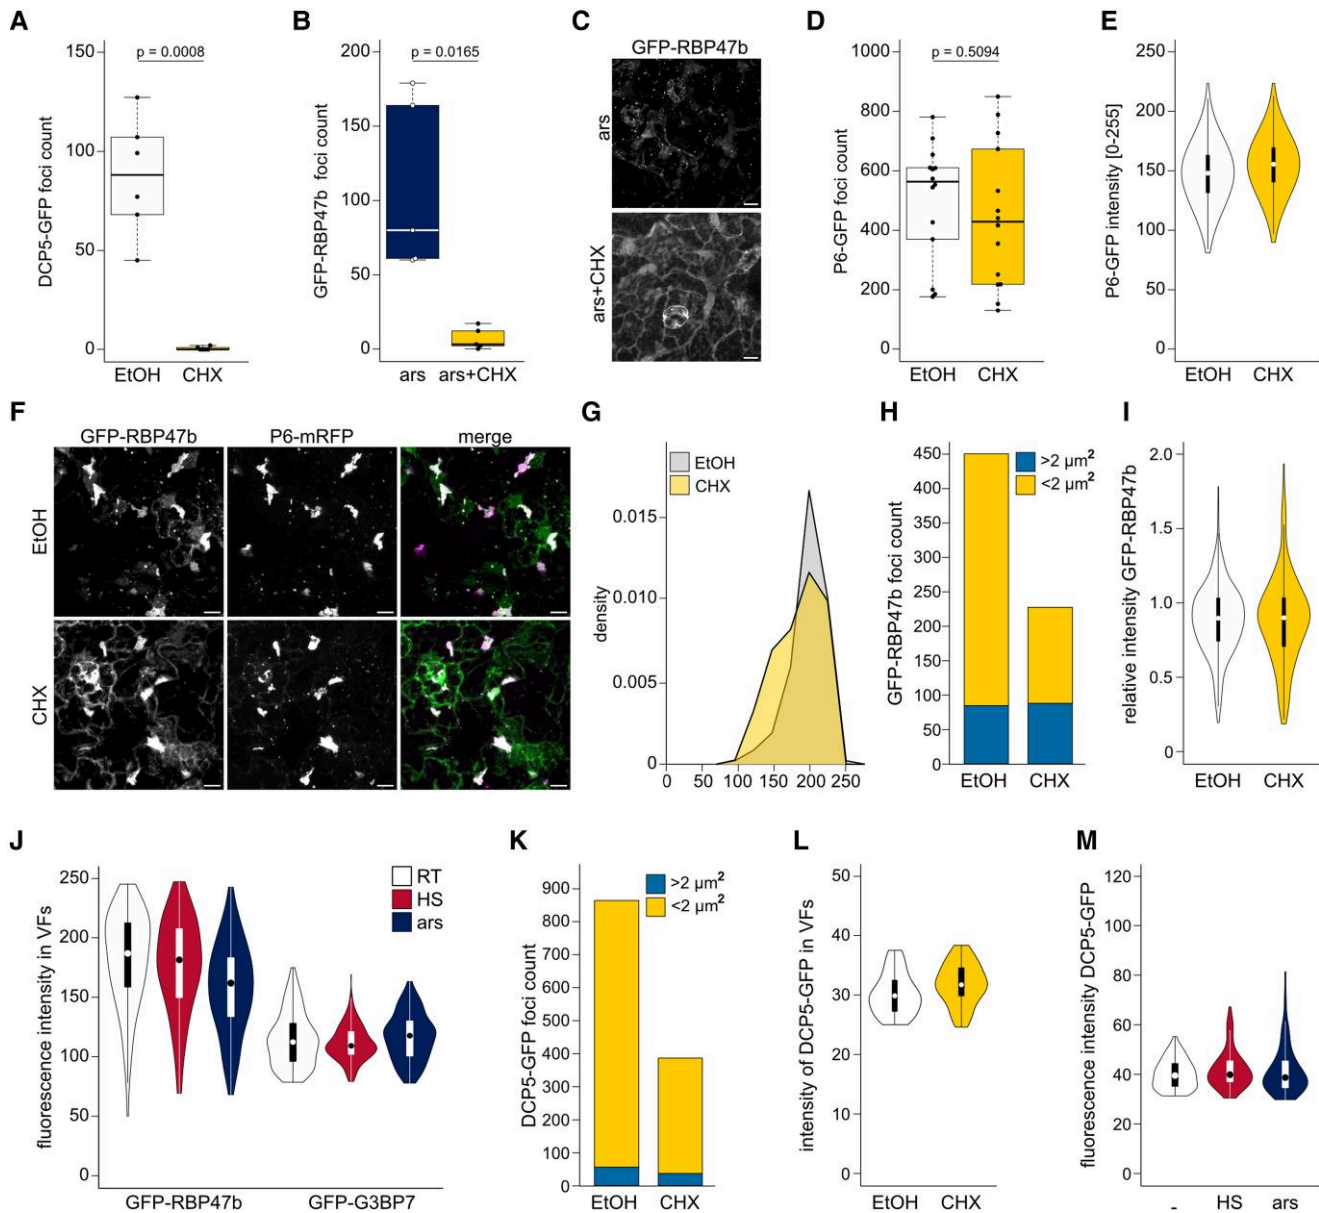 A
DCP5-GFP foci count
150
100
50
0
p = 0.0008
EtOH CHX
B
GFP-RBP47b foci count
200
150
100
50
0
p = 0.0165
ars ars+CHX
C
GFP-RBP47b
ars
ars+CHX
D
P6-GFP foci count
1000
800
600
400
200
0
p = 0.5094
EtOH CHX
E
P6-GFP intensity [0-255]
250
200
150
100
50
0
EtOH CHX
F
GFP-RBP47b P6-mRFP merge
EtOH
CHX
G
EtOH
CHX
density
0.015
0.010
0.005
0
0 50 100 150 200 250
H
GFP-RBP47b foci count
450
400
350
300
250
200
150
100
50
0
>2 µm²
<2 µm²
EtOH CHX
I
relative intensity GFP-RBP47b
2.0
1.5
1.0
0.5
0
EtOH CHX
J
fluorescence intensity in VFs
250
200
150
100
50
0
RT
HS
ars
GFP-RBP47b GFP-G3BP7
K
DCP5-GFP foci count
900
800
700
600
500
400
300
200
100
0
>2 µm²
<2 µm²
EtOH CHX
L
intensity of DCP5-GFP in VFs
50
40
30
20
10
0
EtOH CHX
M
fluorescence intensity DCP5-GFP
120
100
80
60
40
20
0
- HS ars